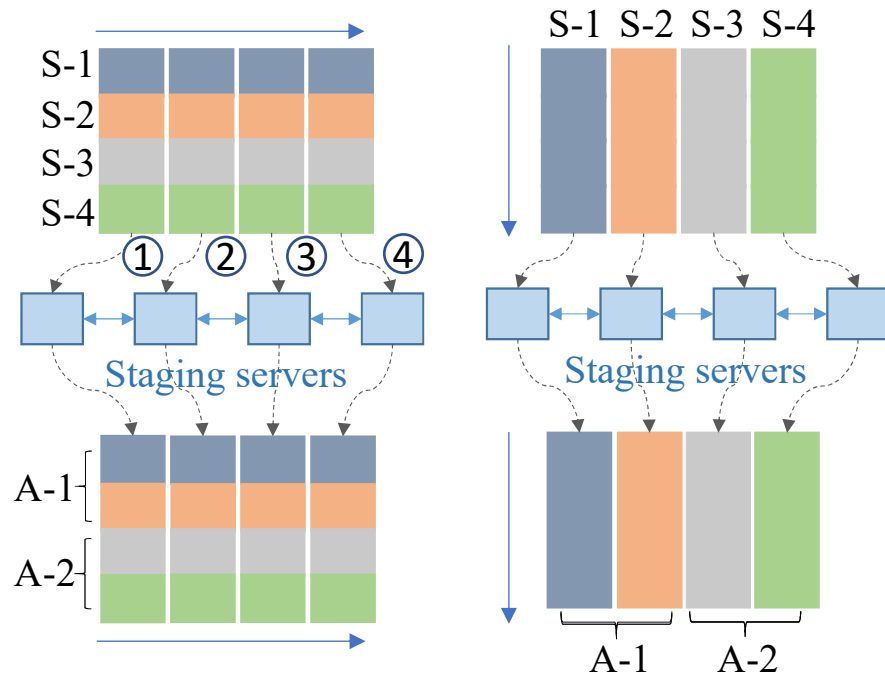 S-1
S-2
S-3
S-4
① ② ③ ④
Staging servers
A-1
A-2
S-1 S-2 S-3 S-4
Staging servers
A-1 A-2